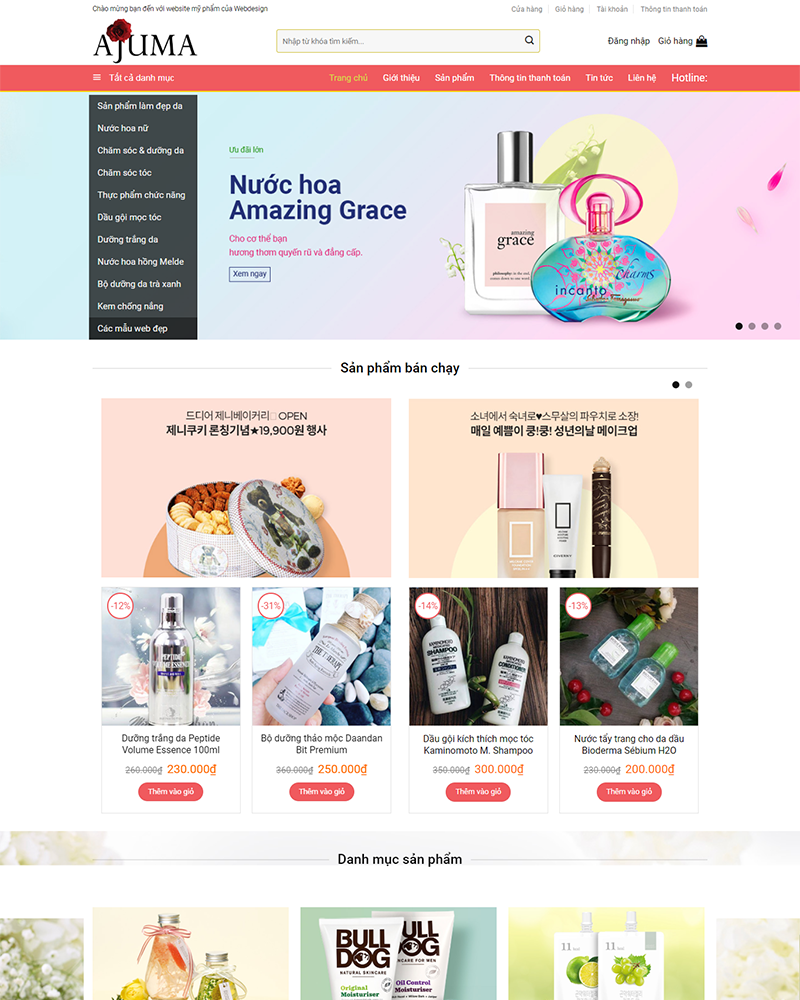 Chào mừng bạn đến với website mỹ phẩm của Webdesign
Cửa hàng
Giỏ hàng
Tài khoản
Thông tin thanh toán
AJUMA
Nhập từ khóa tìm kiếm...
Đăng nhập
Giỏ hàng
Tất cả danh mục
Trang chủ
Giới thiệu
Sản phẩm
Thông tin thanh toán
Tin tức
Liên hệ
Hotline:
Sản phẩm làm đẹp da
Nước hoa nữ
Chăm sóc & dưỡng da
Chăm sóc tóc
Thực phẩm chức năng
Dầu gội mọc tóc
Dưỡng trắng da
Nước hoa hồng Melde
Bộ dưỡng da trà xanh
Kem chống nắng
Các mẫu web đẹp
Ưu đãi lớn
Nước hoa
Amazing Grace
Cho cơ thể bạn
hương thơm quyến rũ và đẳng cấp.
Xem ngay
amazing
grace
incanto
charms
Sản phẩm bán chạy
드디어 제니베이커리 OPEN
제니쿠키 론칭기념★19,900원 행사
소녀에서 숙녀로♥스무살의 파우치로 소장!
매일 예쁨이 쿵!쿵! 성년의날 메이크업
-12%
PEPTIDE
VOLUME ESSENCE
-31%
THE THERAPY
-14%
KAMINOMOTO
SHAMPOO
KAMINOMOTO
CONDITIONER
-13%
Dưỡng trắng da Peptide
Volume Essence 100ml
260.000₫ 230.000₫
Thêm vào giỏ
Bộ dưỡng thảo mộc Daandan
Bit Premium
360.000₫ 250.000₫
Thêm vào giỏ
Dầu gội kích thích mọc tóc
Kaminomoto M. Shampoo
350.000₫ 300.000₫
Thêm vào giỏ
Nước tẩy trang cho da dầu
Bioderma Sébium H2O
230.000₫ 200.000₫
Thêm vào giỏ
Danh mục sản phẩm
BULL
DOG
NATURAL SKINCARE
Original
Moisturiser
BULL
DOG
SKINCARE FOR MEN
Oil Control
Moisturiser
11
11